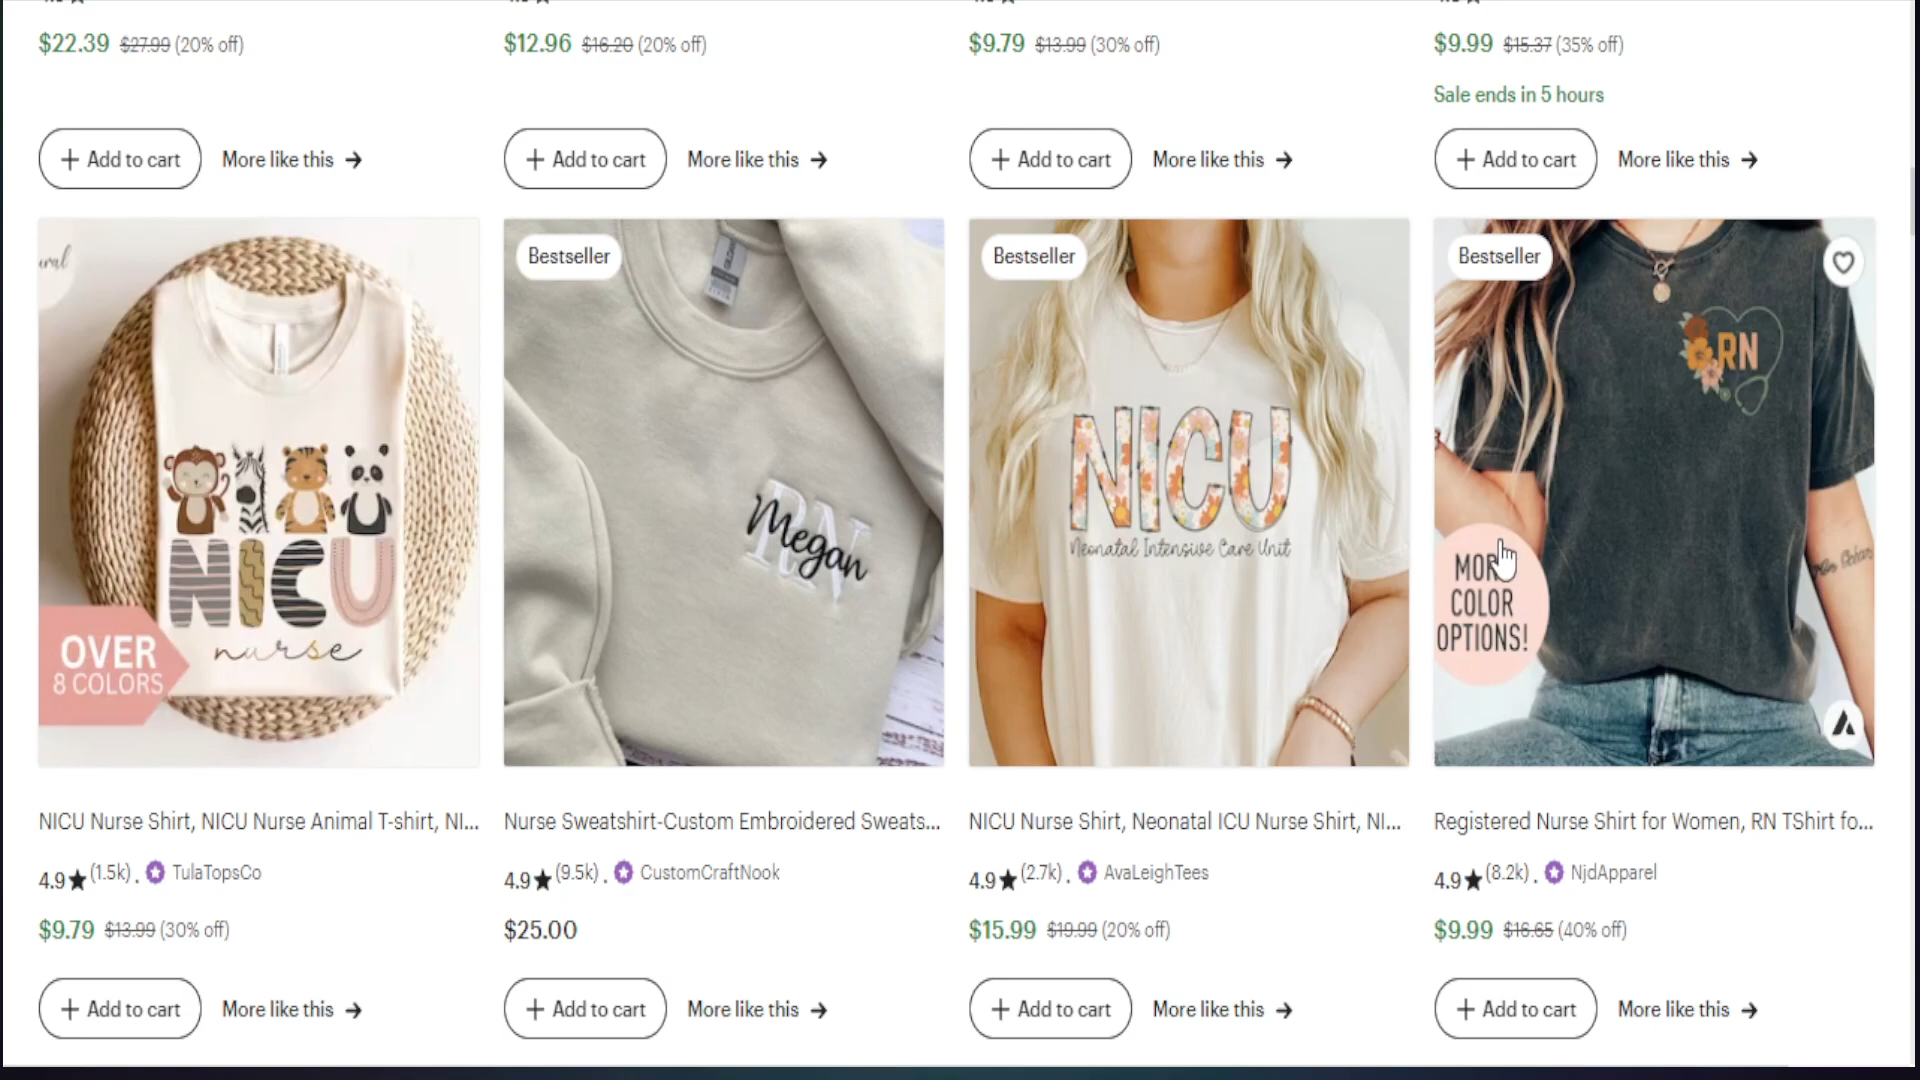 $22.39 $27.99 (20% off)
$12.96 $16.20 (20% off)
$9.79 $13.99 (30% off)
$9.99 $15.37 (35% off)
Sale ends in 5 hours
+ Add to cart More like this →
+ Add to cart More like this →
+ Add to cart More like this →
+ Add to cart More like this →
NICU
nurse
OVER
8 COLORS
Bestseller
RN
Megan
Bestseller
NICU
Neonatal Intensive Care Unit
Bestseller
RN
MORE
COLOR
OPTIONS!
NICU Nurse Shirt, NICU Nurse Animal T-shirt, NI...
4.9★ (1.5k) . TulaTopsCo
$9.79 $13.99 (30% off)
+ Add to cart More like this →
Nurse Sweatshirt-Custom Embroidered Sweats...
4.9★ (9.5k) . CustomCraftNook
$25.00
+ Add to cart More like this →
NICU Nurse Shirt, Neonatal ICU Nurse Shirt, NI...
4.9★ (2.7k) . AvaLeighTees
$15.99 $19.99 (20% off)
+ Add to cart More like this →
Registered Nurse Shirt for Women, RN TShirt fo...
4.9★ (8.2k) . NjdApparel
$9.99 $16.65 (40% off)
+ Add to cart More like this →